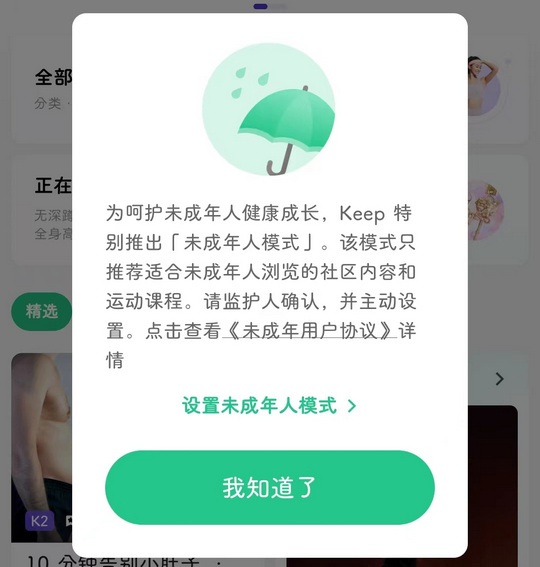 全部
分类 ·
正在
无深蹲
全身高
精选
为呵护未成年人健康成长，Keep 特
别推出「未成年人模式」。该模式只
推荐适合未成年人浏览的社区内容和
运动课程。请监护人确认，并主动设
置。点击查看《未成年用户协议》详
情
设置未成年人模式 >
我知道了
K2
10 分钟告别小肚子 ·